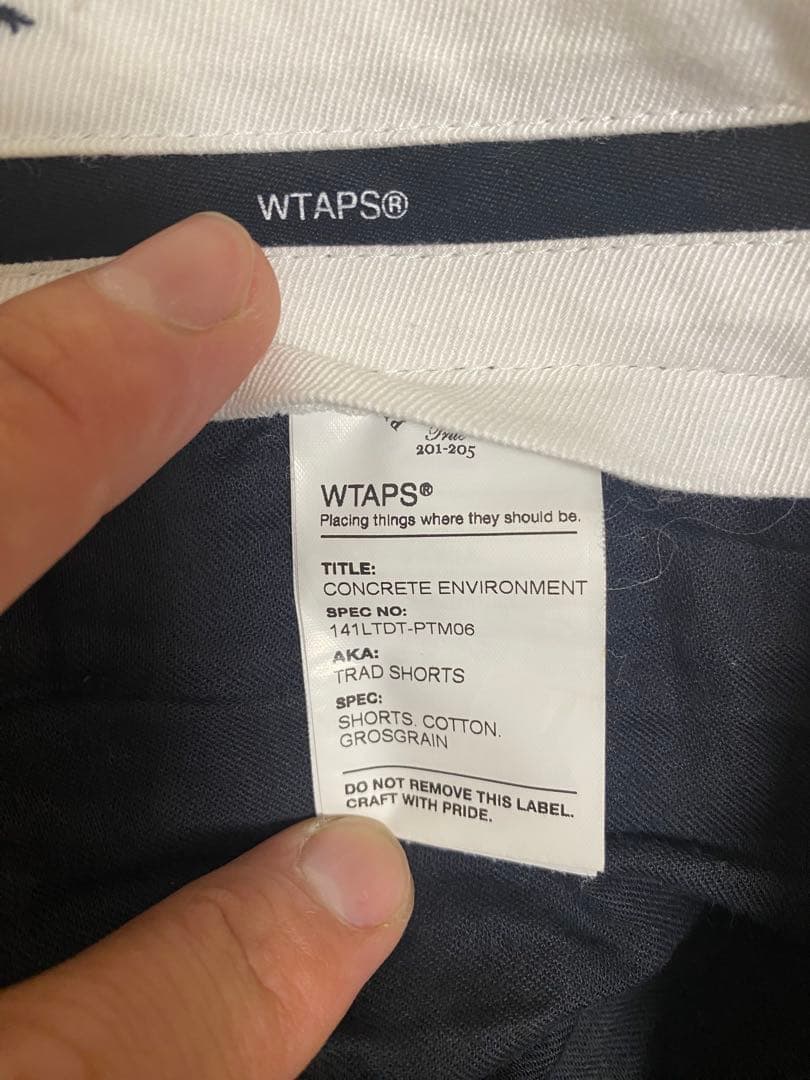 WTAPS®
201-205
WTAPS®
Placing things where they should be.
TITLE:
CONCRETE ENVIRONMENT
SPEC NO:
141LTDT-PTM06
AKA:
TRAD SHORTS
SPEC:
SHORTS. COTTON.
GROSGRAIN
DO NOT REMOVE THIS LABEL.
CRAFT WITH PRIDE.